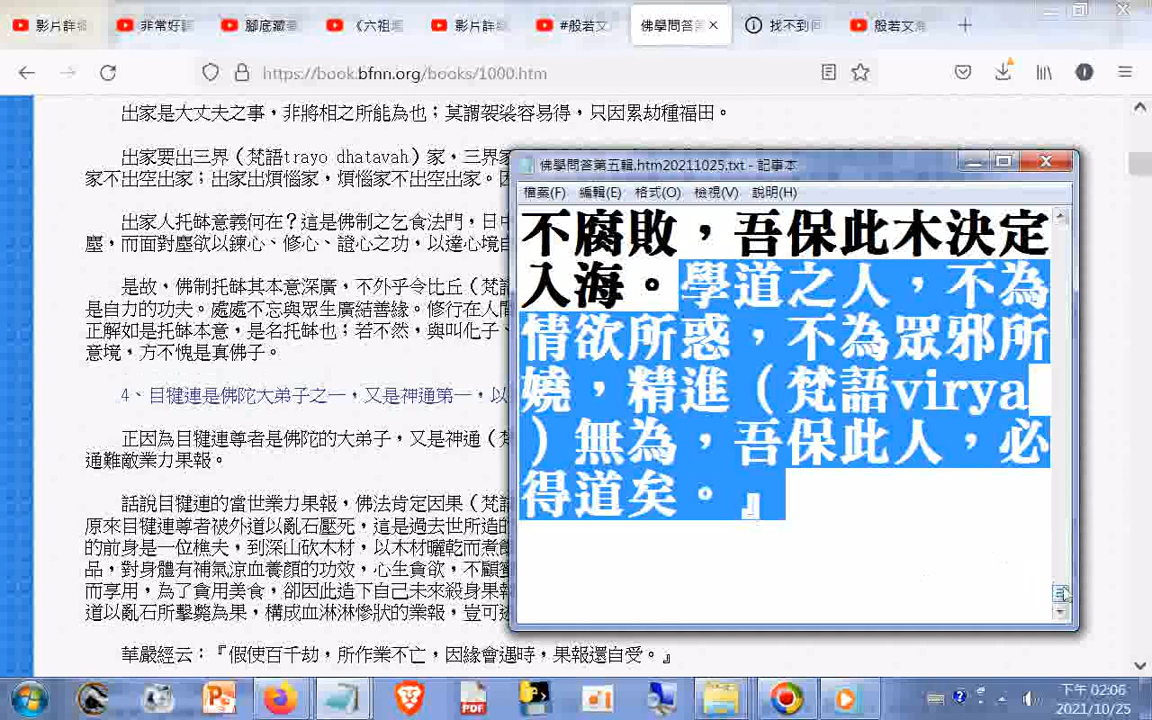 影片詳細
非常好
腳底藏
《六祖
影片詳細
#般若文
佛學問答
找不到
般若文
https://book.bfnn.org/books/1000.htm
出家是大丈夫之事，非將相之所能為也；莫謂袈裟容易得，只因累劫種福田。
出家要出三界（梵語trayo dhatavah）家，三界家
家不出空出家；出家出煩惱家，煩惱家不出空出家。因
出家人托缽意義何在？這是佛制之乞食法門，日中
塵，而面對塵欲以鍊心、修心、證心之功，以達心境自
是故，佛制托缽其本意深廣，不外乎令比丘（梵語
是自力的功夫。處處不忘與眾生廣結善緣。修行在人間
正解如是托缽本意，是名托缽也；若不然，與叫化子、
意境，方不愧是真佛子。
4、目犍連是佛陀大弟子之一，又是神通第一，以
正因為目犍連尊者是佛陀的大弟子，又是神通（梵
通難敵業力果報。
話說目犍連的當世業力果報，佛法肯定因果（梵語
原來目犍連尊者被外道以亂石壓死，這是過去世所造的
的前身是一位樵夫，到深山砍木材，以木材曬乾而煮
品，對身體有補氣涼血養顏的功效，心生貪欲，不顧
而享用，為了貪用美食，卻因此造下自己未來殺身果報
道以亂石所擊斃為果，構成血淋淋慘狀的業報，豈可
華嚴經云：『假使百千劫，所作業不亡，因緣會遇時，果報還自受。』
佛學問答第五輯.htm20211025.txt - 記事本
檔案(F) 編輯(E) 格式(O) 檢視(V) 說明(H)
不腐敗，吾保此木決定
入海。學道之人，不為
情欲所惑，不為眾邪所
嬈，精進（梵語virya
）無為，吾保此人，必
得道矣。』
下午 02:06
2021/10/25